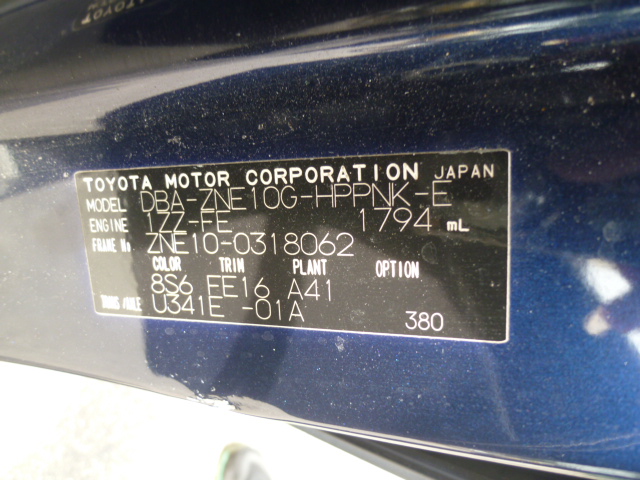 TOYOTA
TOYOTA MOTOR CORPORATION JAPAN
MODEL DBA-ZNE10G-HPPNK-E
ENGINE 1ZZ-FE 1794 mL
FRAME No. ZNE10-0318062
COLOR TRIM PLANT OPTION
8S6 FE16 A41
TRANS/AXLE U341E -01A
380